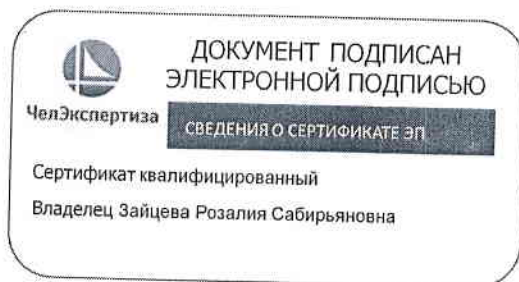 ДОКУМЕНТ ПОДПИСАН
ЭЛЕКТРОННОЙ ПОДПИСЬЮ
ЧелЭкспертиза
СВЕДЕНИЯ О СЕРТИФИКАТЕ ЭП
Сертификат квалифицированный
Владелец Зайцева Розалия Сабирьяновна